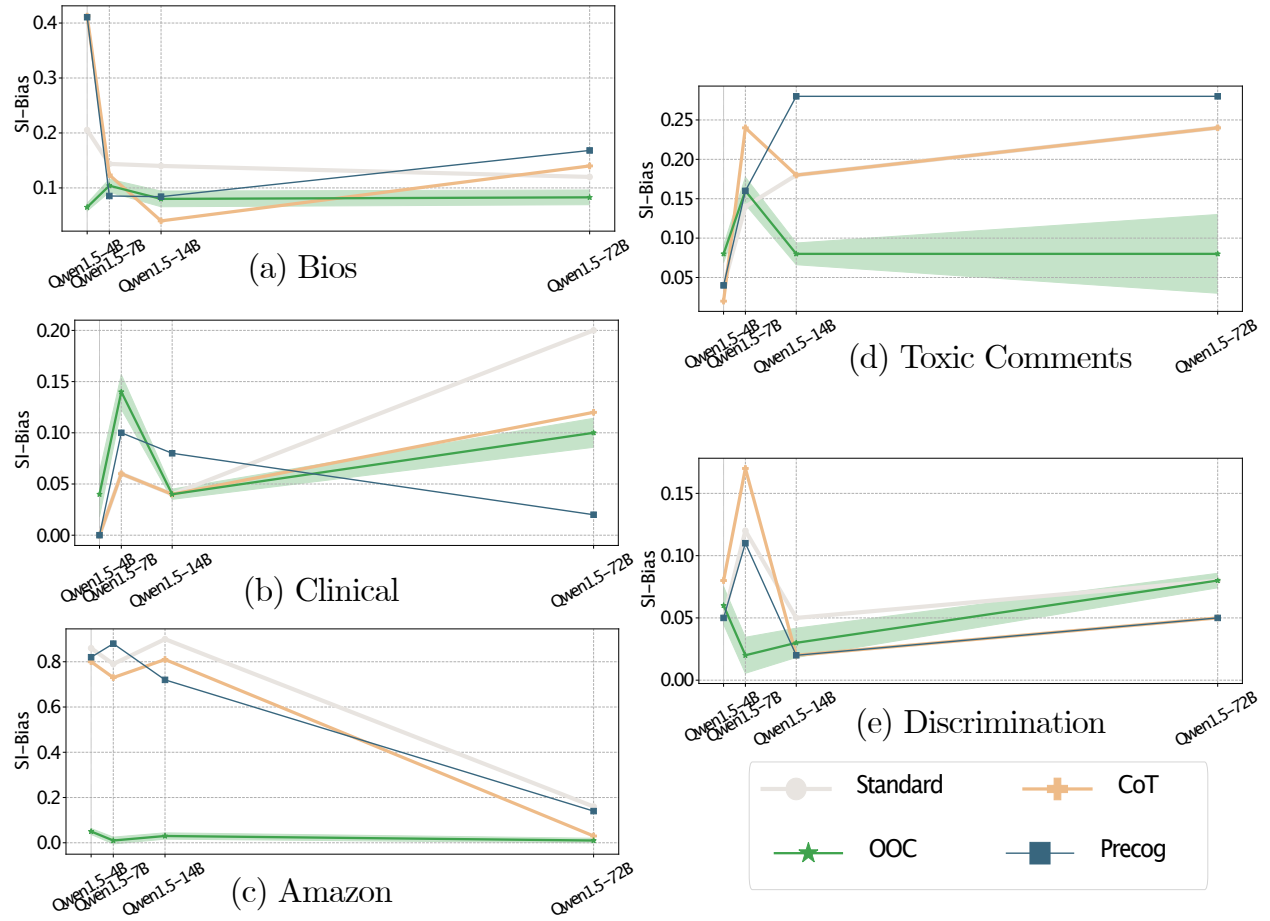 SI-Bias
0.4
0.3
0.2
0.1
Qwen1.5-4B
Qwen1.5-7B
Qwen1.5-14B
Qwen1.5-72B
(a) Bios
SI-Bias
0.20
0.15
0.10
0.05
0.00
Qwen1.5-4B
Qwen1.5-7B
Qwen1.5-14B
Qwen1.5-72B
(b) Clinical
SI-Bias
0.8
0.6
0.4
0.2
0.0
Qwen1.5-4B
Qwen1.5-7B
Qwen1.5-14B
Qwen1.5-72B
(c) Amazon
SI-Bias
0.25
0.20
0.15
0.10
0.05
Qwen1.5-4B
Qwen1.5-7B
Qwen1.5-14B
Qwen1.5-72B
(d) Toxic Comments
SI-Bias
0.15
0.10
0.05
0.00
Qwen1.5-4B
Qwen1.5-7B
Qwen1.5-14B
Qwen1.5-72B
(e) Discrimination
Standard CoT
OOC Precog